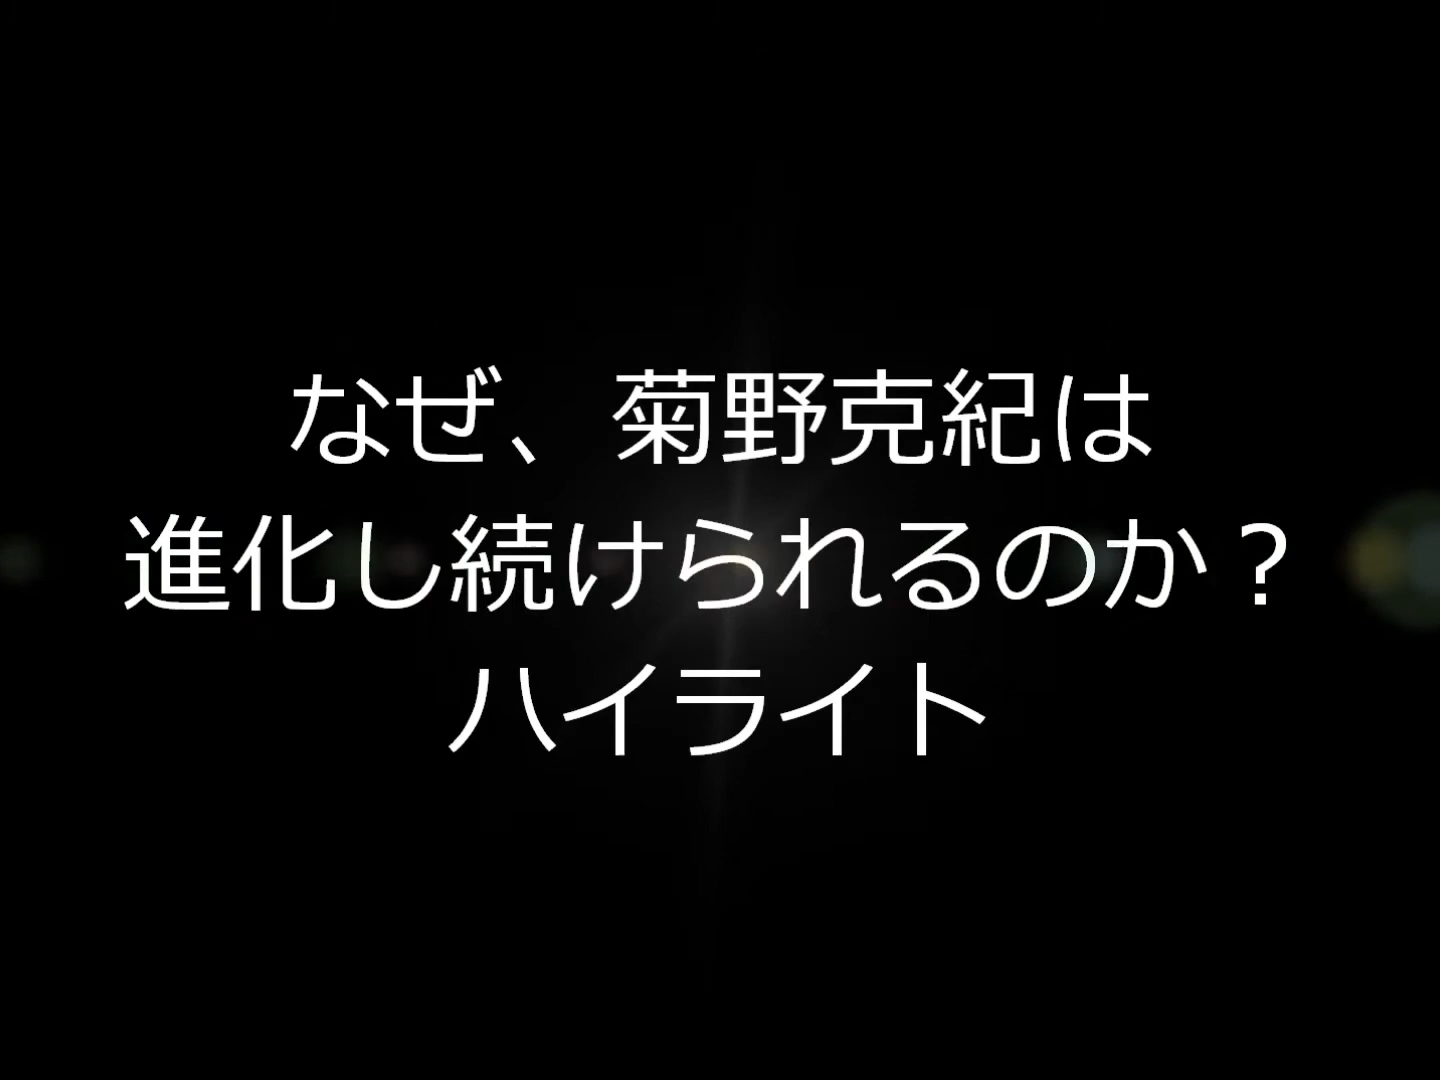 なぜ、菊野克紀は
進化し続けられるのか？
ハイライト